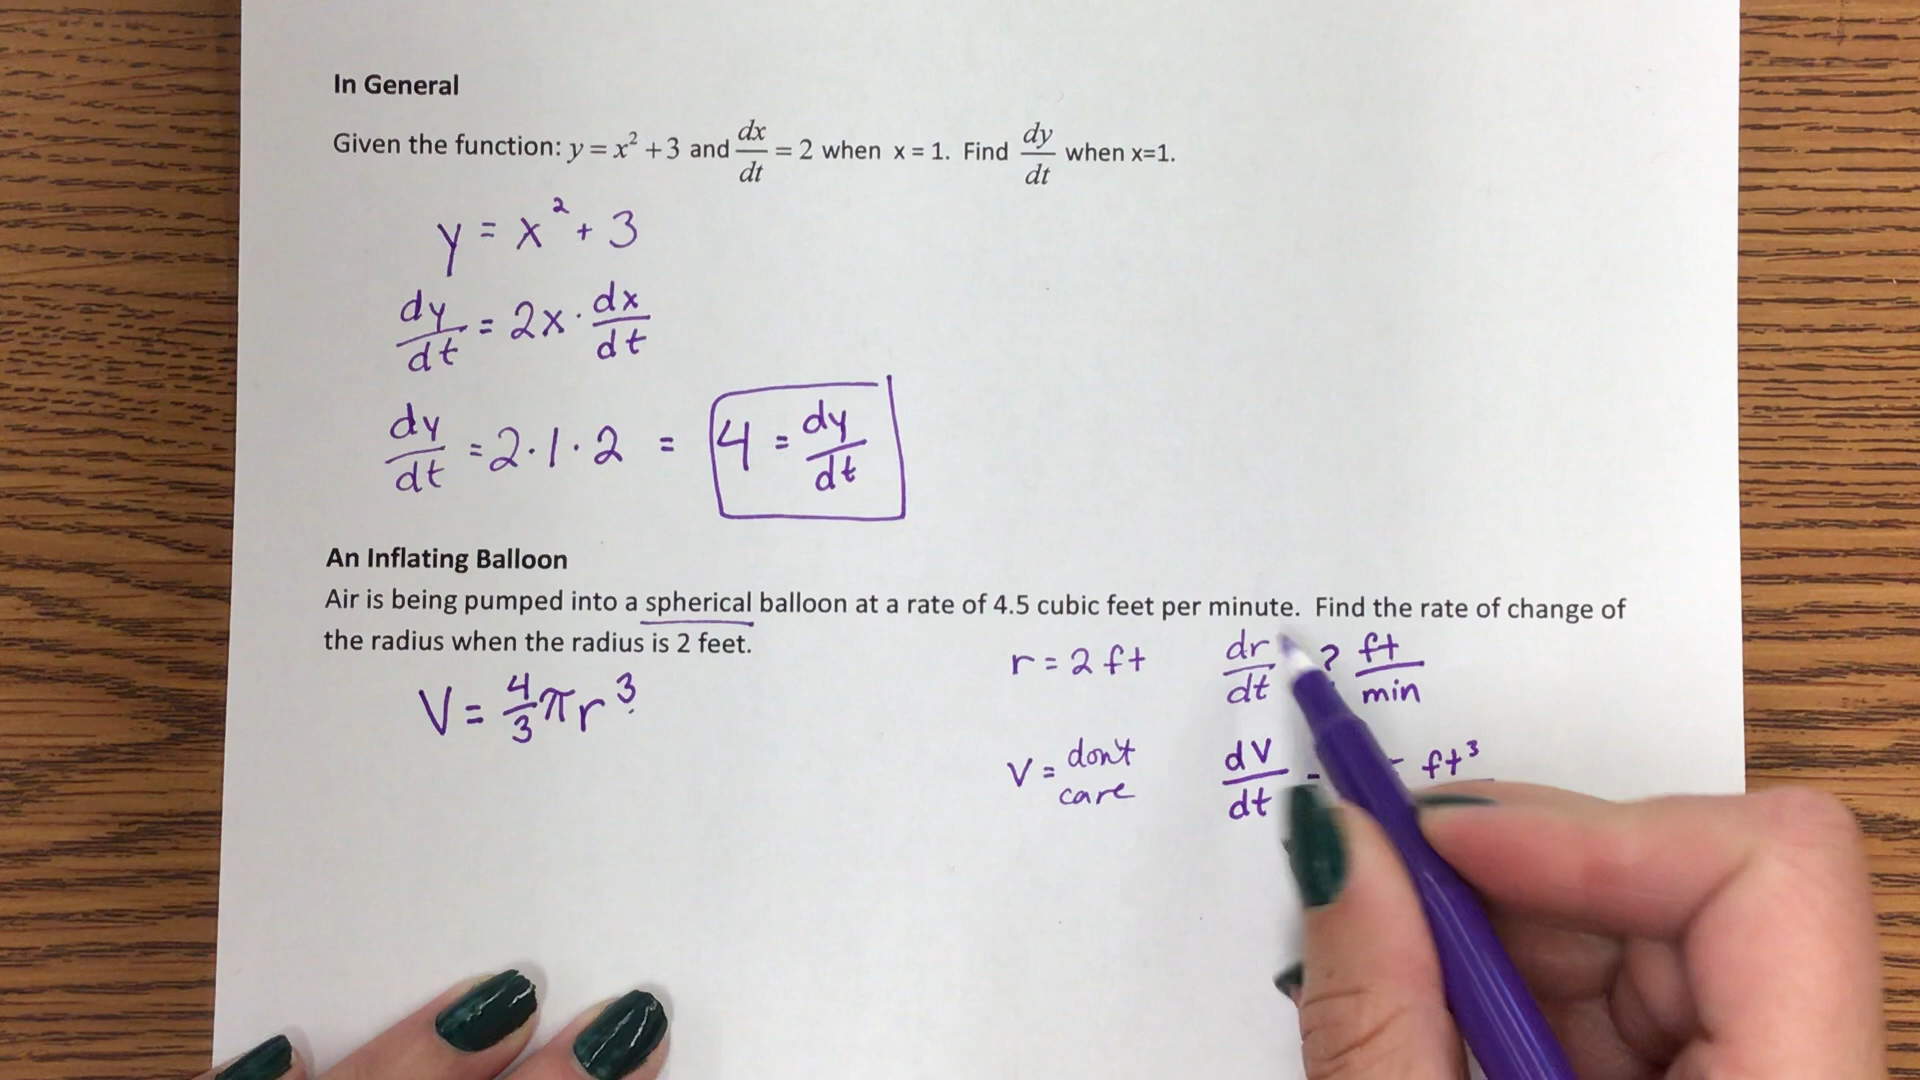 In General
Given the function: y = x² + 3 and dx/dt = 2 when x = 1. Find dy/dt when x=1.
y = x² + 3
dy/dt = 2x · dx/dt
dy/dt = 2 · 1 · 2 = 4 = dy/dt
An Inflating Balloon
Air is being pumped into a spherical balloon at a rate of 4.5 cubic feet per minute. Find the rate of change of
the radius when the radius is 2 feet.
V = 4/3 π r³
r = 2 ft dr/dt ? ft/min
V = don't care dV/dt = ft³